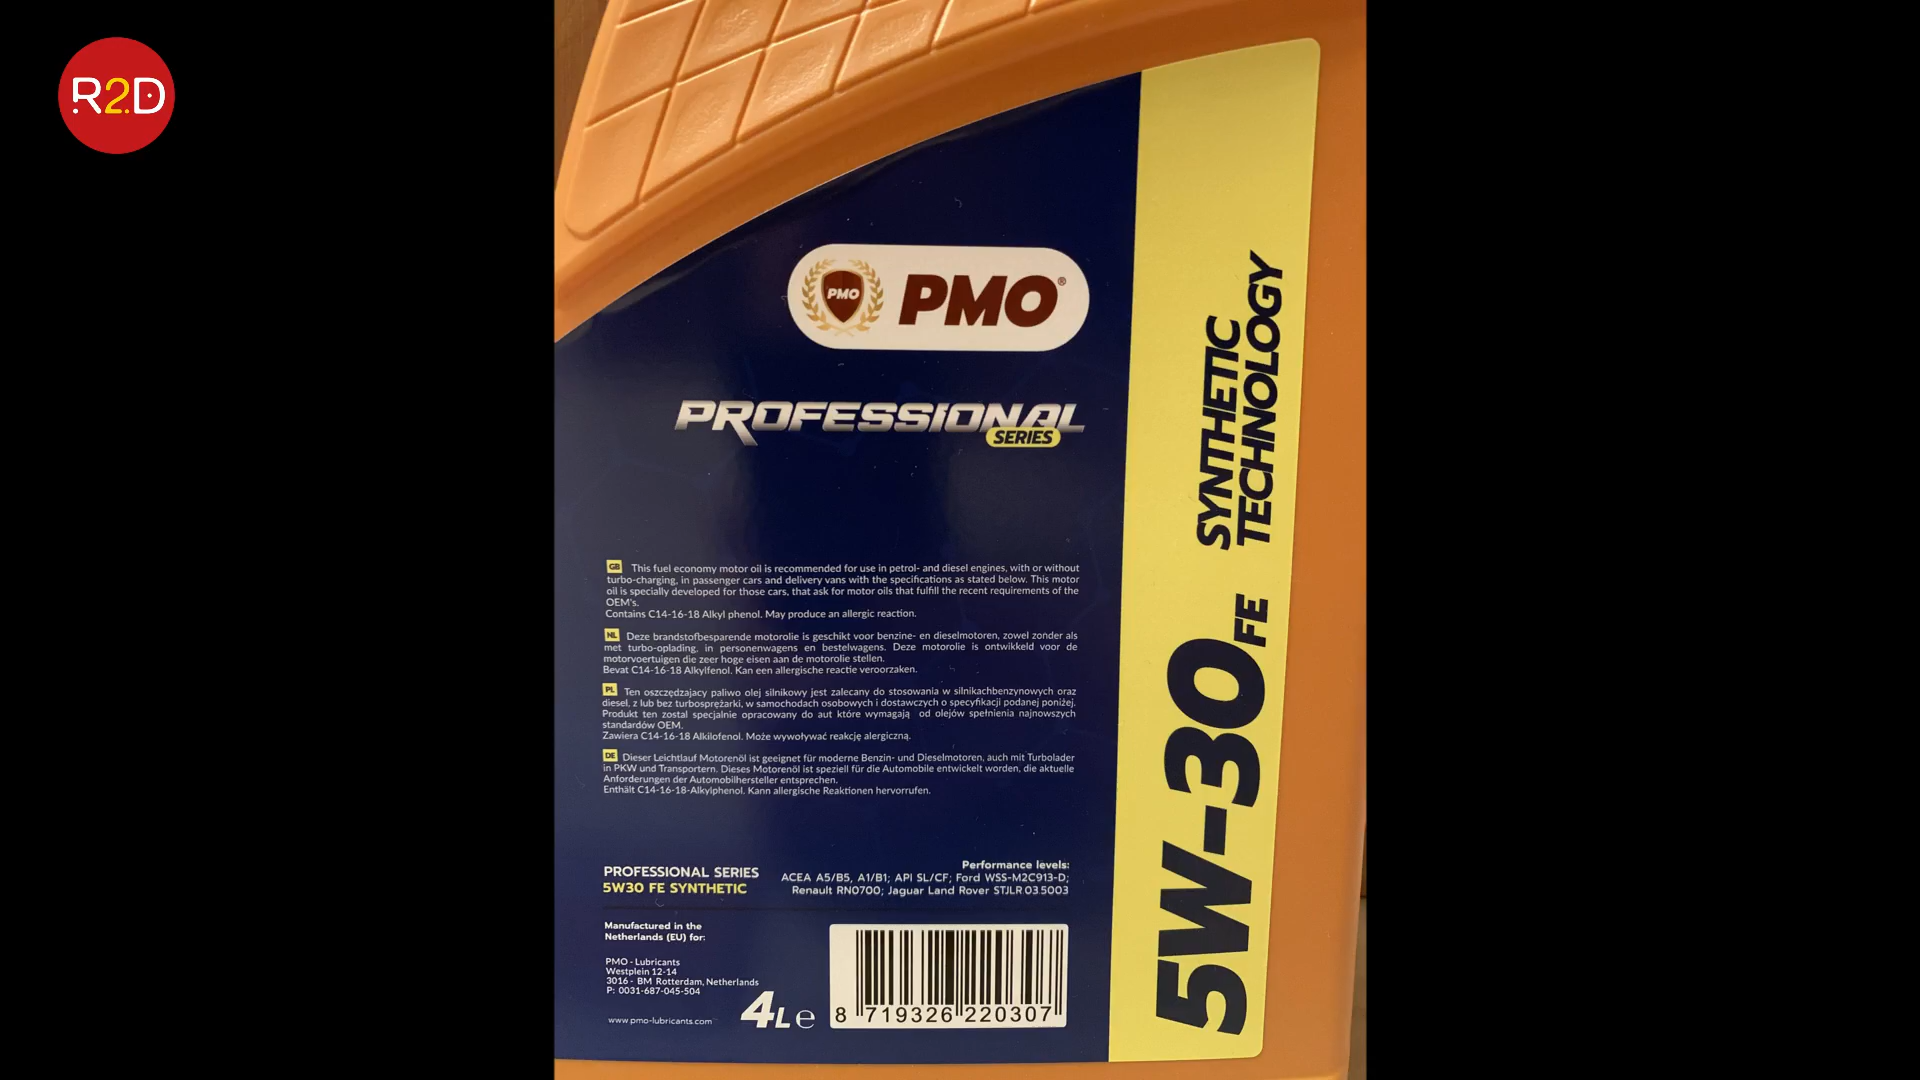 R2D
PMO
PMO®
PROFESSIONAL
SERIES
SYNTHETIC
TECHNOLOGY
5W-30 FE
GB This fuel economy motor oil is recommended for use in petrol- and diesel engines, with or without
turbo-charging, in passenger cars and delivery vans with the specifications as stated below. This motor
oil is specially developed for those cars, that ask for motor oils that fulfill the recent requirements of the
OEM's.
Contains C14-16-18 Alkyl phenol. May produce an allergic reaction.
NL Deze brandstofbesparende motorolie is geschikt voor benzine- en dieselmotoren, zowel zonder als
met turbo-oplading, in personenwagens en bestelwagens. Deze motorolie is ontwikkeld voor de
motorvoertuigen die zeer hoge eisen aan de motorolie stellen.
Bevat C14-16-18 Alkylfenol. Kan een allergische reactie veroorzaken.
PL Ten oszczędzający paliwo olej silnikowy jest zalecany do stosowania w silnikachbenzynowych oraz
diesel, z lub bez turbosprężarki, w samochodach osobowych i dostawczych o specyfikacji podanej poniżej.
Produkt ten zostal specjalnie opracowany do aut które wymagają od olejów spełnienia najnowszych
standardów OEM.
Zawiera C14-16-18 Alkilofenol. Może wywoływać reakcję alergiczną.
DE Dieser Leichtlauf Motorenöl ist geeignet für moderne Benzin- und Dieselmotoren, auch mit Turbolader
in PKW und Transportern. Dieses Motorenöl ist speziell für die Automobile entwickelt worden, die aktuelle
Anforderungen der Automobilhersteller entsprechen.
Enthält C14-16-18-Alkylphenol. Kann allergische Reaktionen hervorrufen.
PROFESSIONAL SERIES
5W30 FE SYNTHETIC
Performance levels:
ACEA A5/B5, A1/B1; API SL/CF; Ford WSS-M2C913-D;
Renault RN0700; Jaguar Land Rover STJLR 03 5003
Manufactured in the
Netherlands (EU) for:
PMO - Lubricants
Westplein 12-14
3016 - BM Rotterdam, Netherlands
P: 0031-687-045-504
www.pmo-lubricants.com
4L e
8 719326 220307